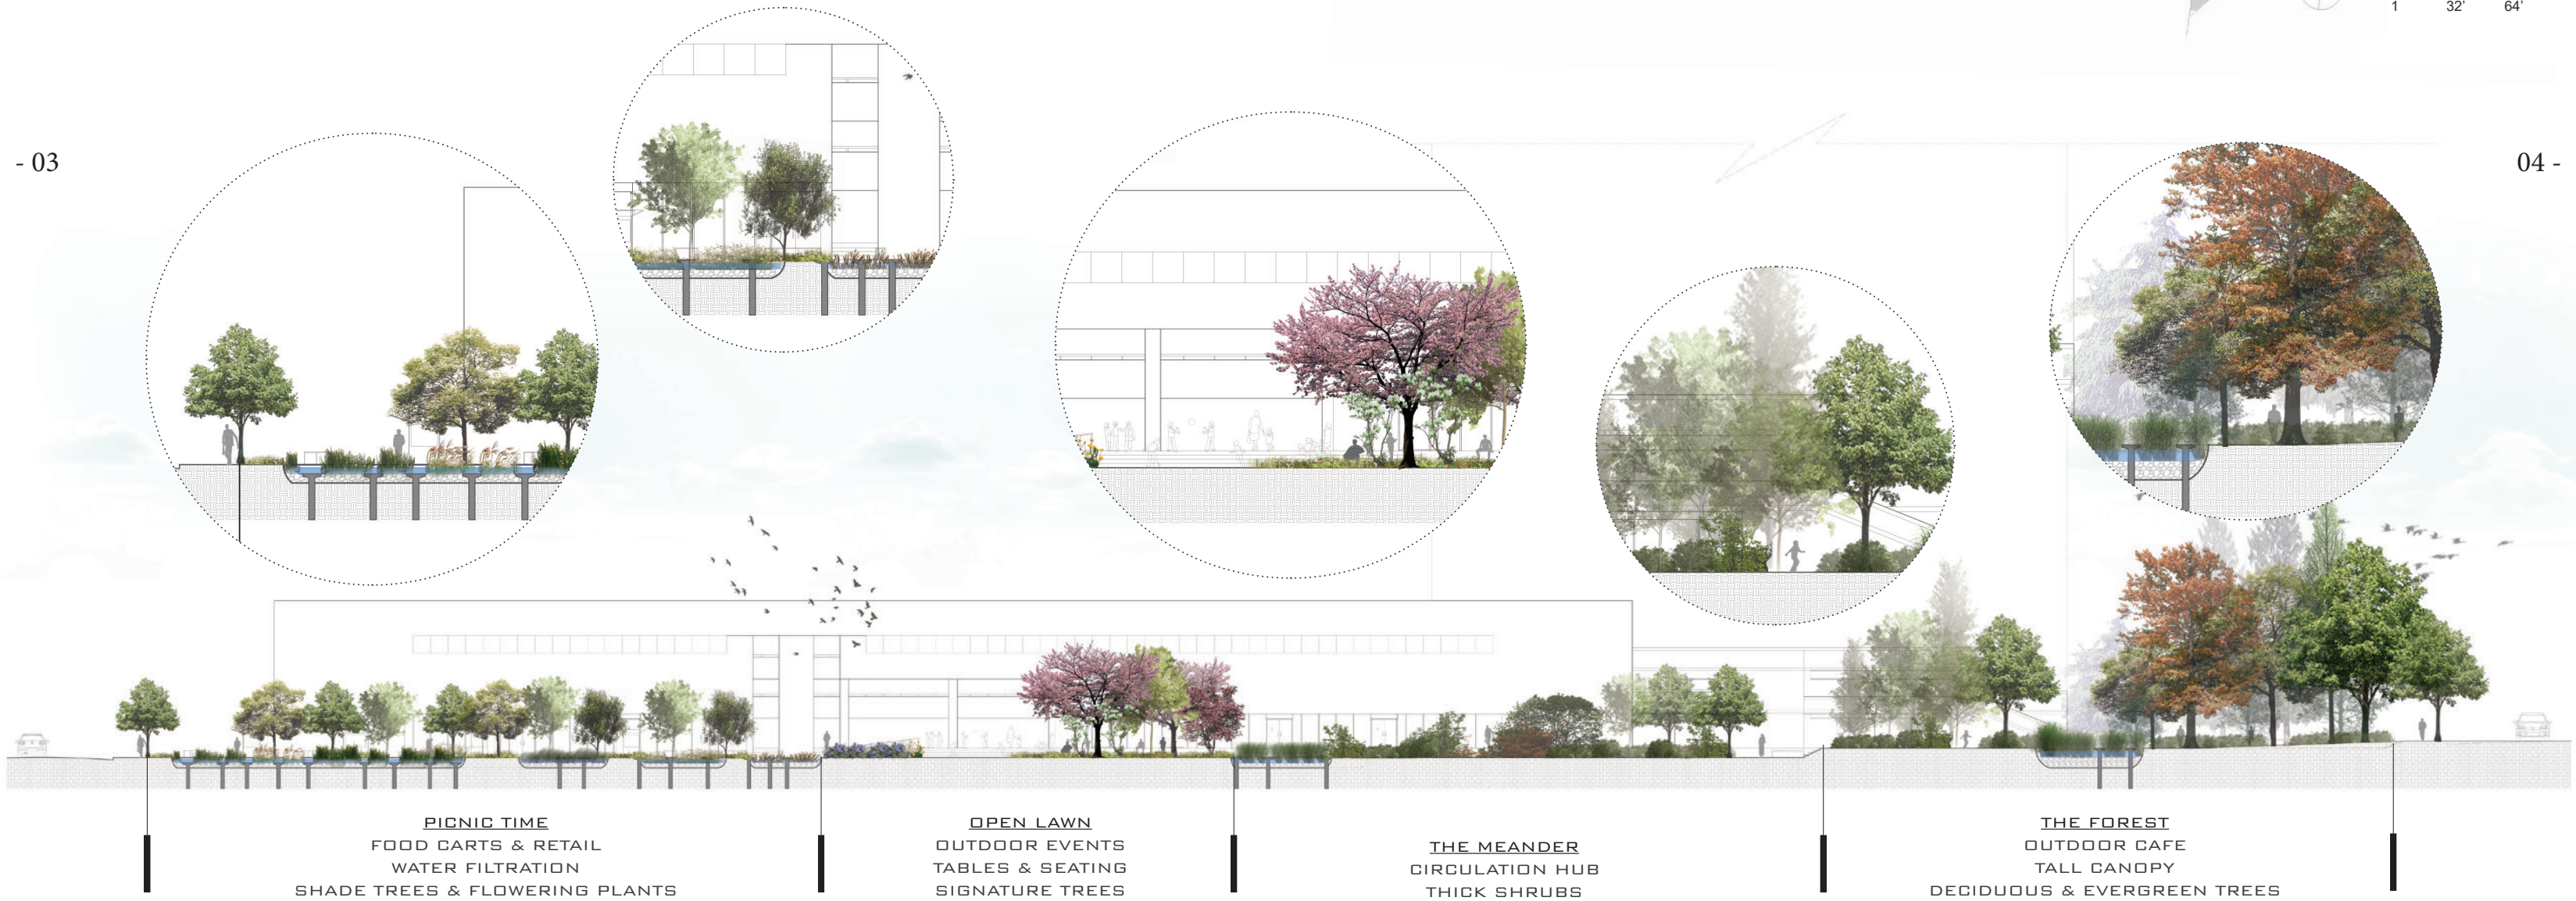 1 32' 64'
- 03
04 -
PICNIC TIME
FOOD CARTS & RETAIL
WATER FILTRATION
SHADE TREES & FLOWERING PLANTS
OPEN LAWN
OUTDOOR EVENTS
TABLES & SEATING
SIGNATURE TREES
THE MEANDER
CIRCULATION HUB
THICK SHRUBS
THE FOREST
OUTDOOR CAFE
TALL CANOPY
DECIDUOUS & EVERGREEN TREES